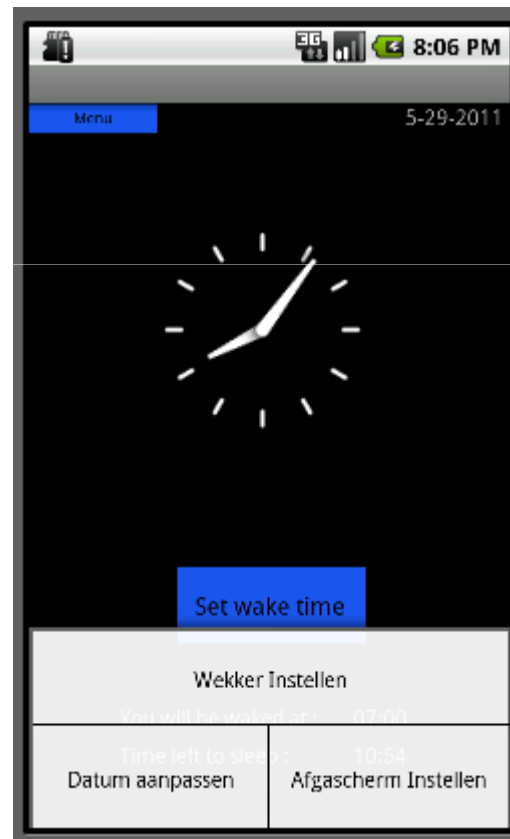 3G
8:06 PM
Menu
5-29-2011
Set wake time
Wekker Instellen
You will be waked at : 07:00
Time left to sleep : 10:54
Datum aanpassen
Afgascherm Instellen